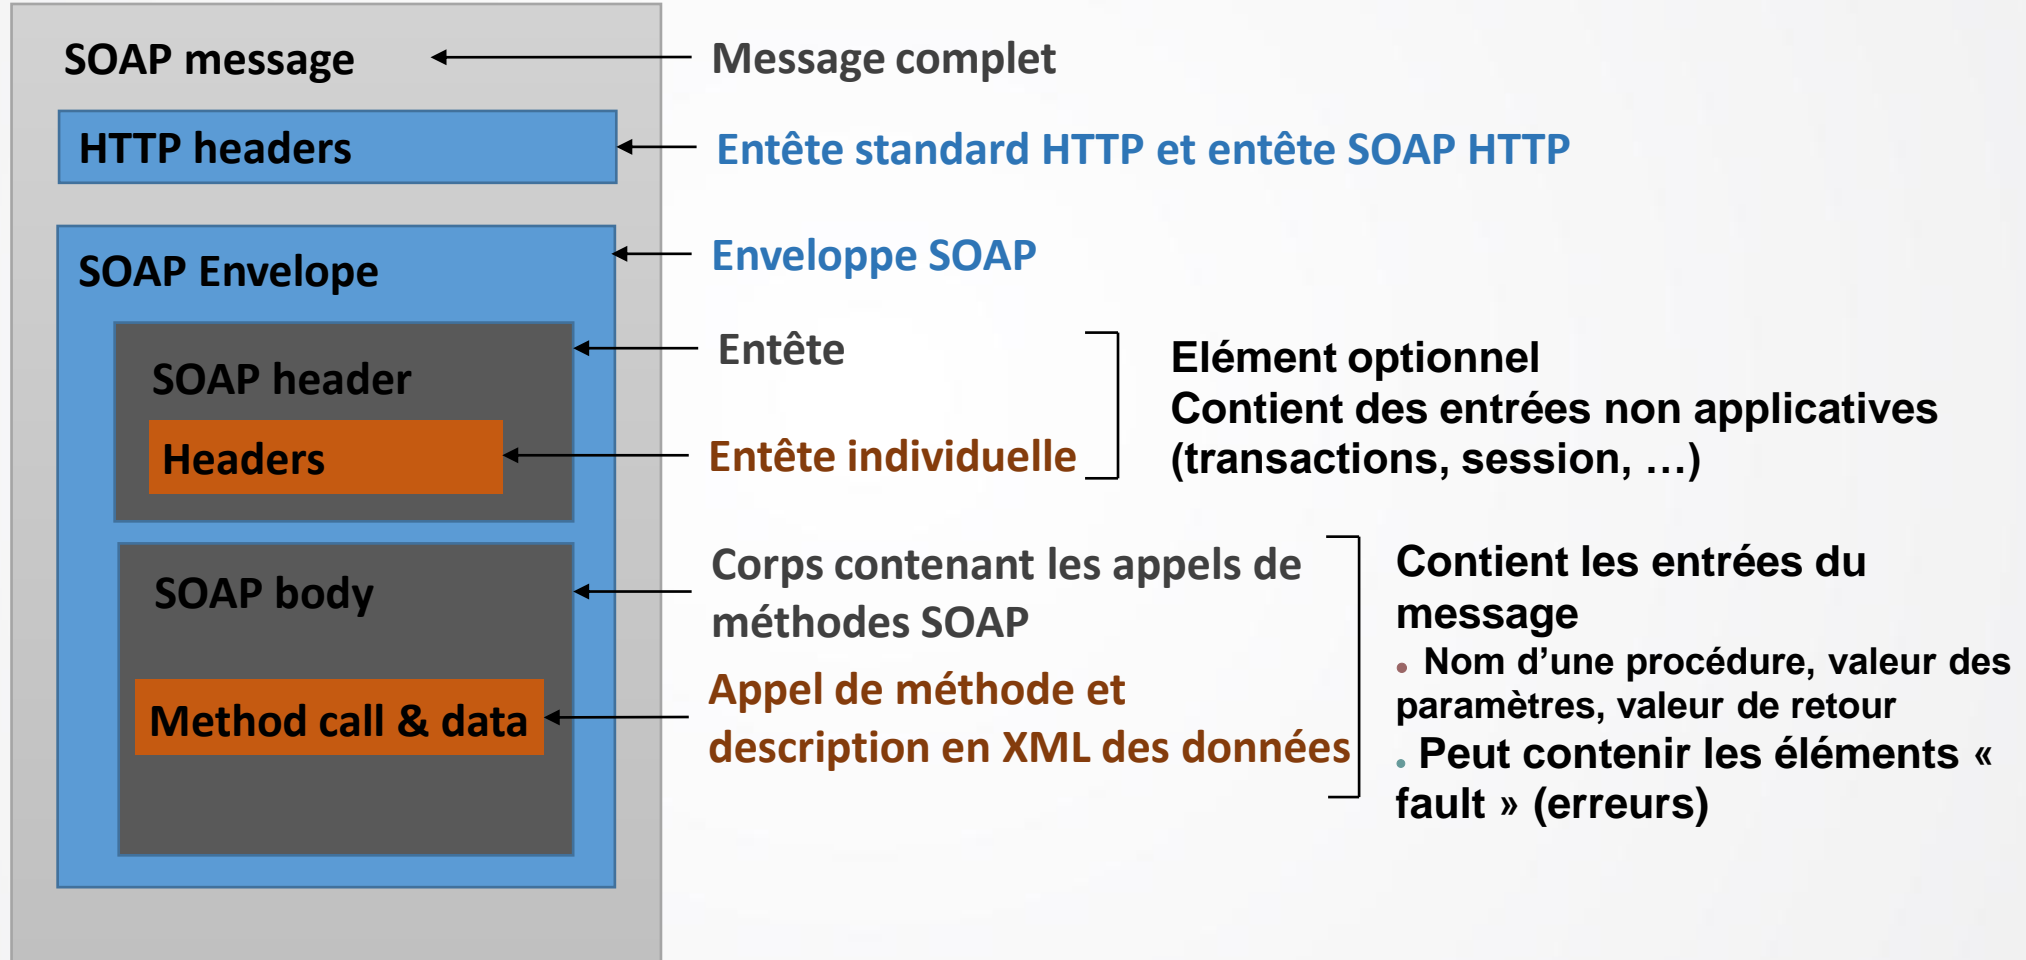 SOAP message
Message complet
HTTP headers
Entête standard HTTP et entête SOAP HTTP
SOAP Envelope
Enveloppe SOAP
SOAP header
Entête
Headers
Entête individuelle
Elément optionnel
Contient des entrées non applicatives
(transactions, session, …)
SOAP body
Corps contenant les appels de
méthodes SOAP
Method call & data
Appel de méthode et
description en XML des données
Contient les entrées du
message
• Nom d’une procédure, valeur des
paramètres, valeur de retour
• Peut contenir les éléments «
fault » (erreurs)